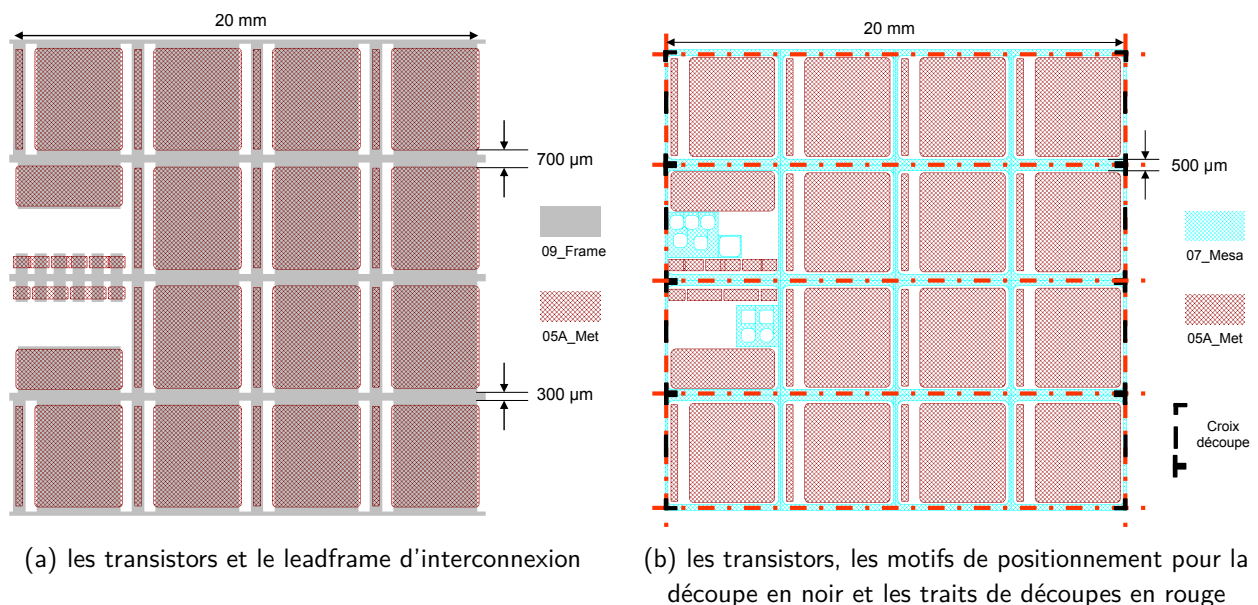 20 mm
700 µm
09_Frame
05A_Met
300 µm
(a) les transistors et le leadframe d'interconnexion
20 mm
500 µm
07_Mesa
05A_Met
Croix
découpe
(b) les transistors, les motifs de positionnement pour la
découpe en noir et les traits de découpes en rouge